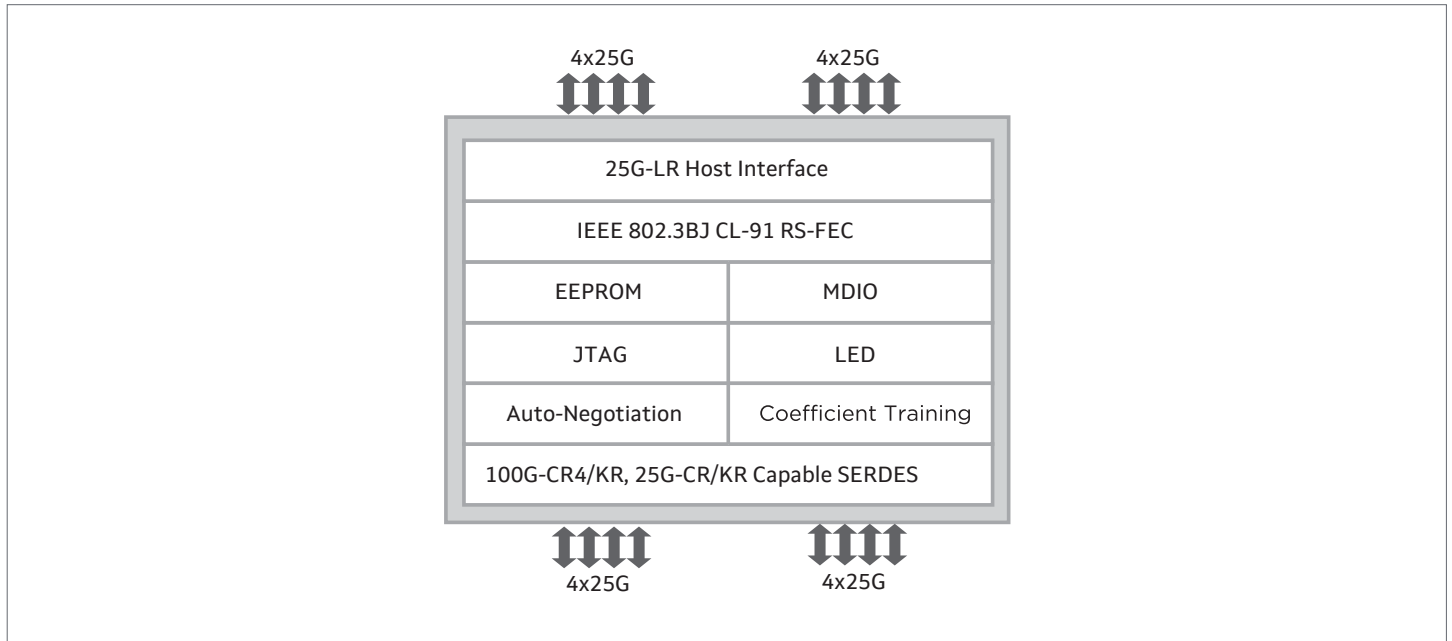 4x25G 4x25G
25G-LR Host Interface
IEEE 802.3BJ CL-91 RS-FEC
EEPROM MDIO
JTAG LED
Auto-Negotiation Coefficient Training
100G-CR4/KR, 25G-CR/KR Capable SERDES
4x25G 4x25G